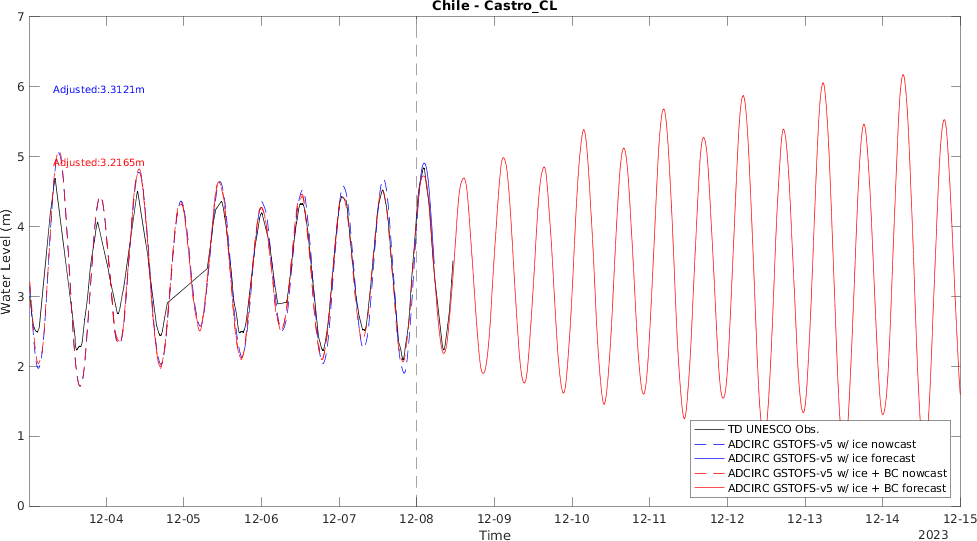 Chile - Castro_CL
7
6
5
4
3
2
1
0
Water Level (m)
Adjusted:3.3121m
Adjusted:3.2165m
TD UNESCO Obs.
ADCIRC GSTOFS-v5 w/ ice nowcast
ADCIRC GSTOFS-v5 w/ ice forecast
ADCIRC GSTOFS-v5 w/ ice + BC nowcast
ADCIRC GSTOFS-v5 w/ ice + BC forecast
12-04 12-05 12-06 12-07 12-08 12-09 12-10 12-11 12-12 12-13 12-14 12-15
Time
2023